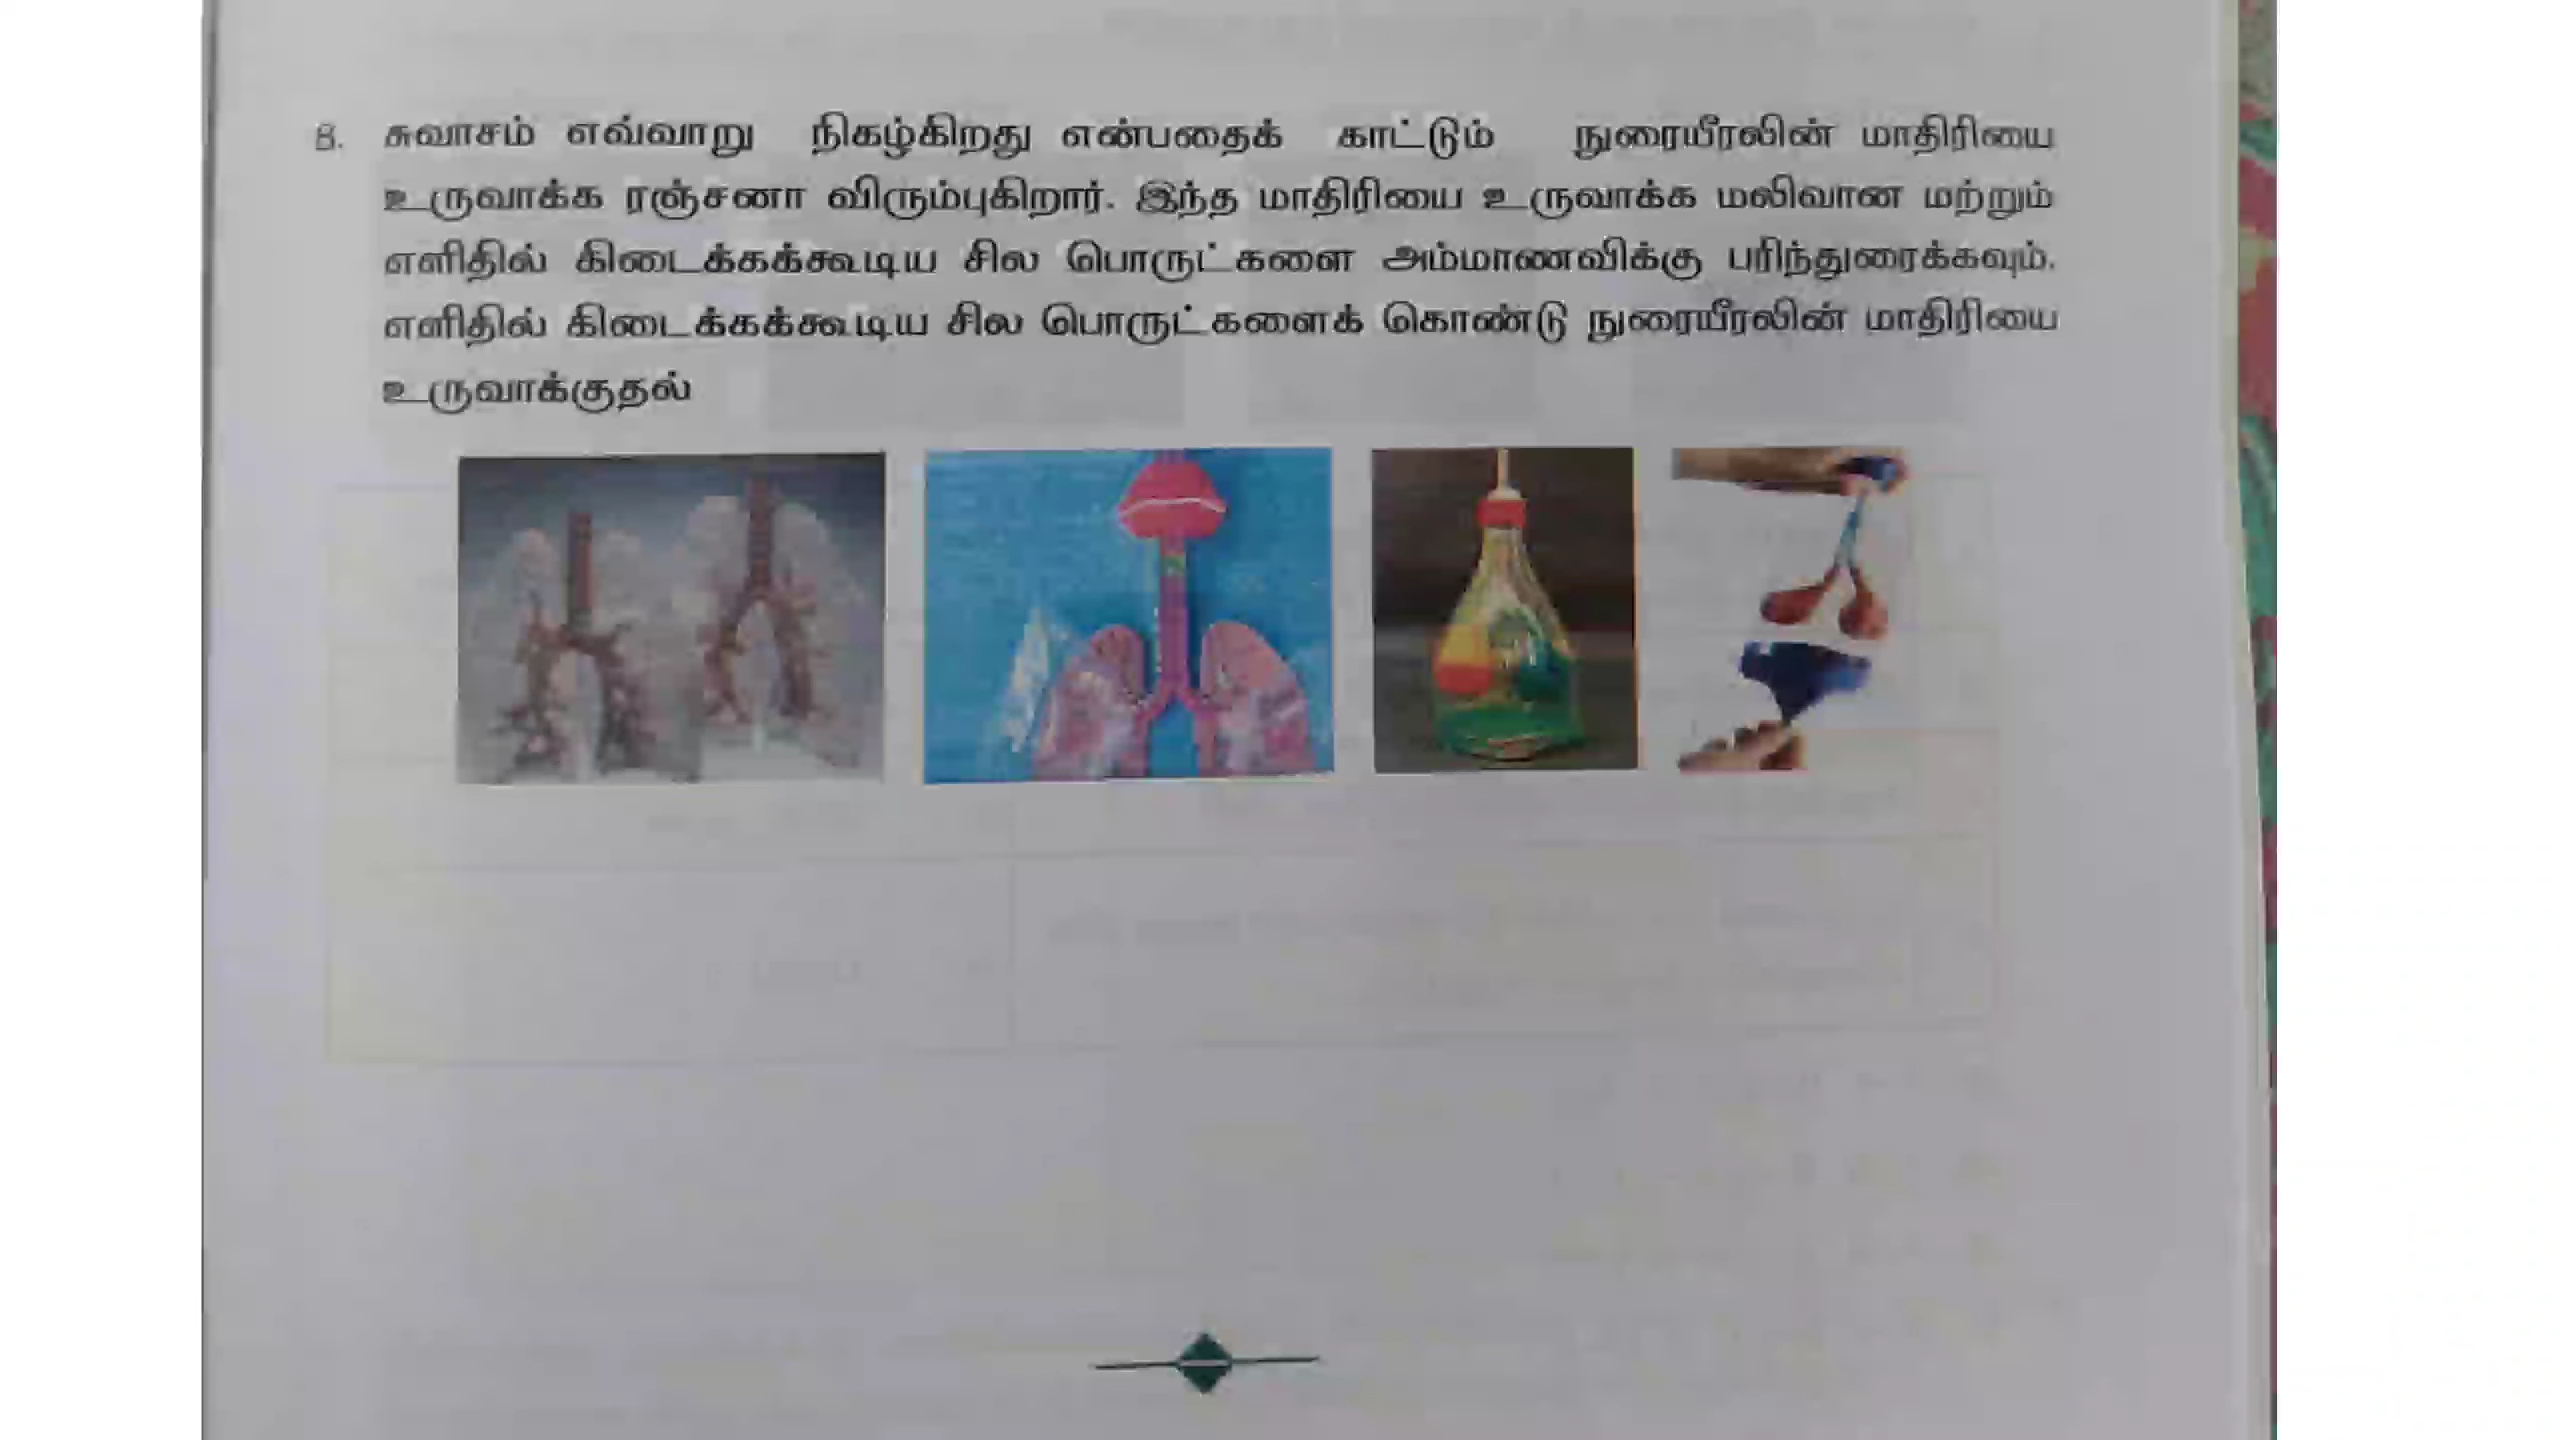 8. சுவாசம் எவ்வாறு நிகழ்கிறது என்பதைக் காட்டும் நுரையீரலின் மாதிரியை
உருவாக்க ரஞ்சனா விரும்புகிறார். இந்த மாதிரியை உருவாக்க மலிவான மற்றும்
எளிதில் கிடைக்கக்கூடிய சில பொருட்களை அம்மாணவிக்கு பரிந்துரைக்கவும்.
எளிதில் கிடைக்கக்கூடிய சில பொருட்களைக் கொண்டு நுரையீரலின் மாதிரியை
உருவாக்குதல்